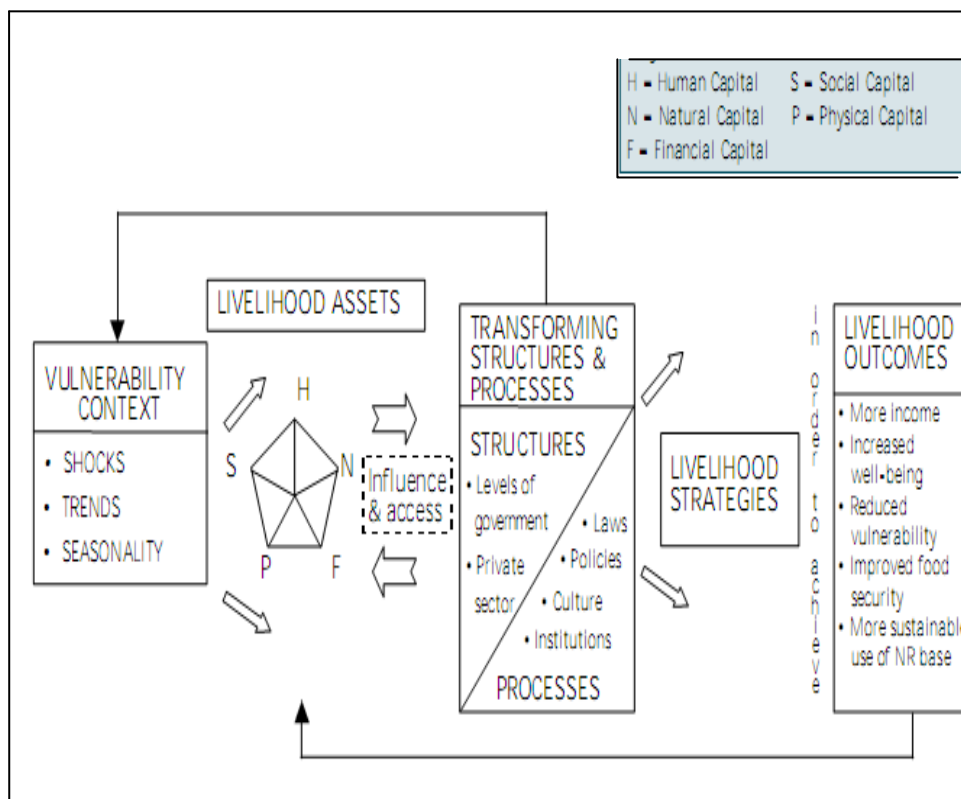 H = Human Capital S = Social Capital
N = Natural Capital P = Physical Capital
F = Financial Capital
LIVELIHOOD ASSETS
VULNERABILITY
CONTEXT
• SHOCKS
• TRENDS
• SEASONALITY
H
S
N
P
F
Influence
& access
TRANSFORMING
STRUCTURES &
PROCESSES
STRUCTURES
• Levels of
government
• Private
sector
• Laws
• Policies
• Culture
• Institutions
PROCESSES
LIVELIHOOD
STRATEGIES
in order to achieve
LIVELIHOOD
OUTCOMES
• More income
• Increased
well-being
• Reduced
vulnerability
• Improved food
security
• More sustainable
use of NR base